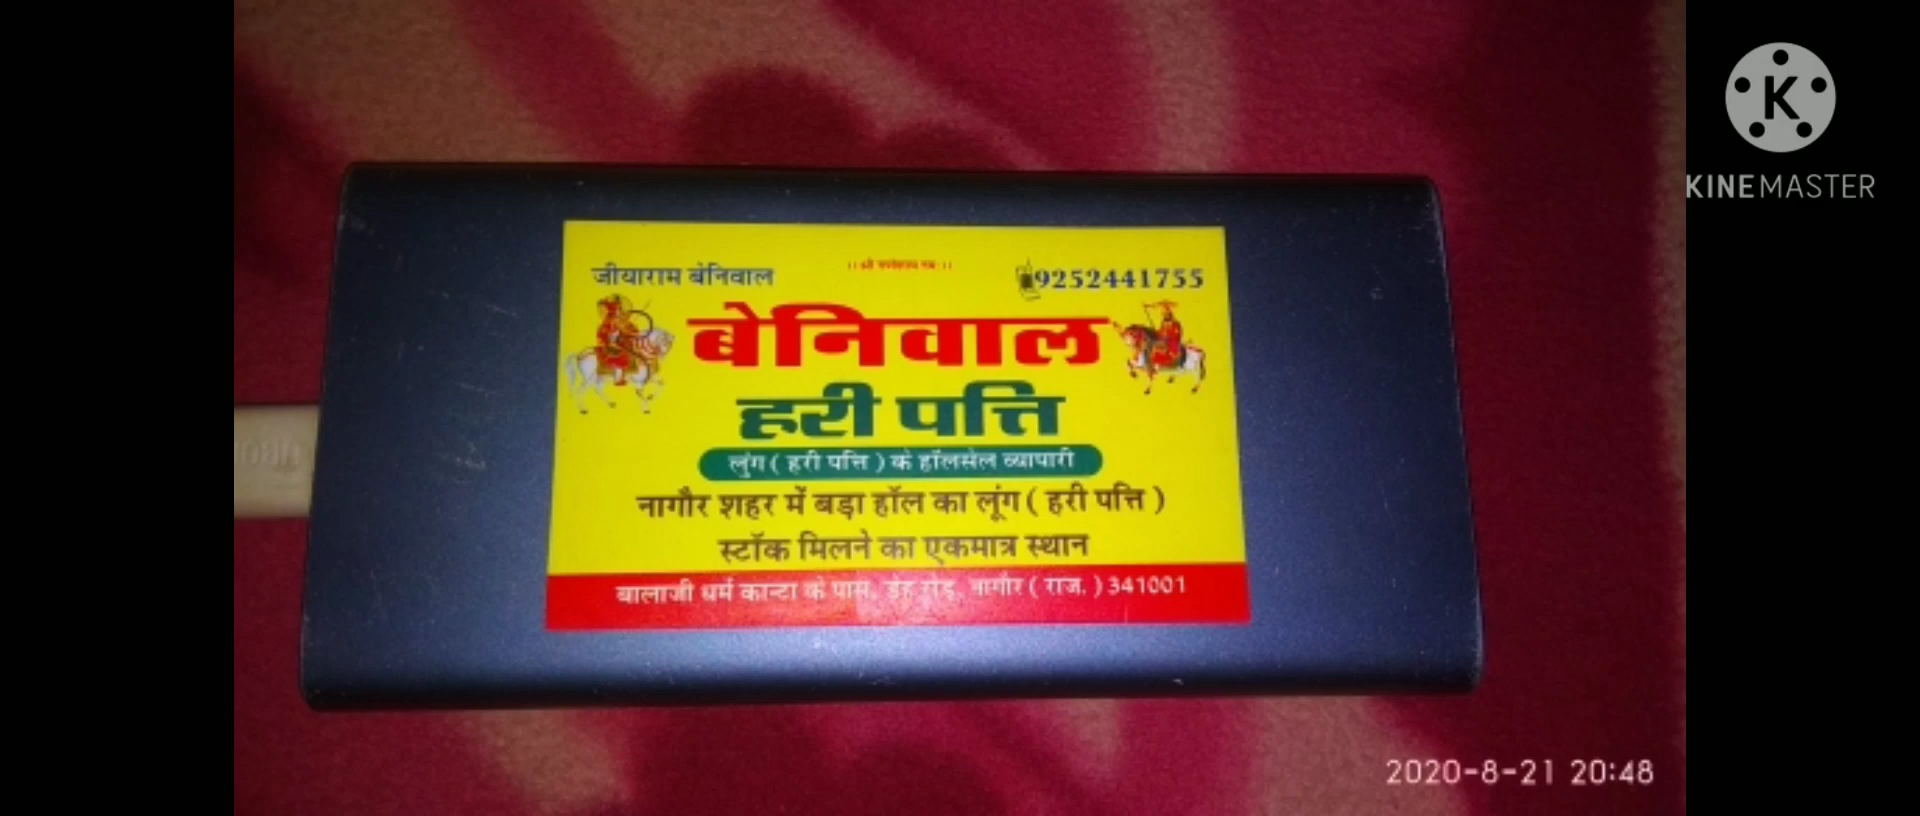 जीयाराम बेनिवाल
9252441755
बेनिवाल
हरी पत्ति
लुंग ( हरी पत्ति ) के हॉलसेल व्यापारी
नागौर शहर में बड़ा हॉल का लूंग ( हरी पत्ति )
स्टॉक मिलने का एकमात्र स्थान
बालाजी धर्म कान्टा के पास, डेह रोड़, नागौर ( राज. ) 341001
K
KINEMASTER
2020-8-21 20:48